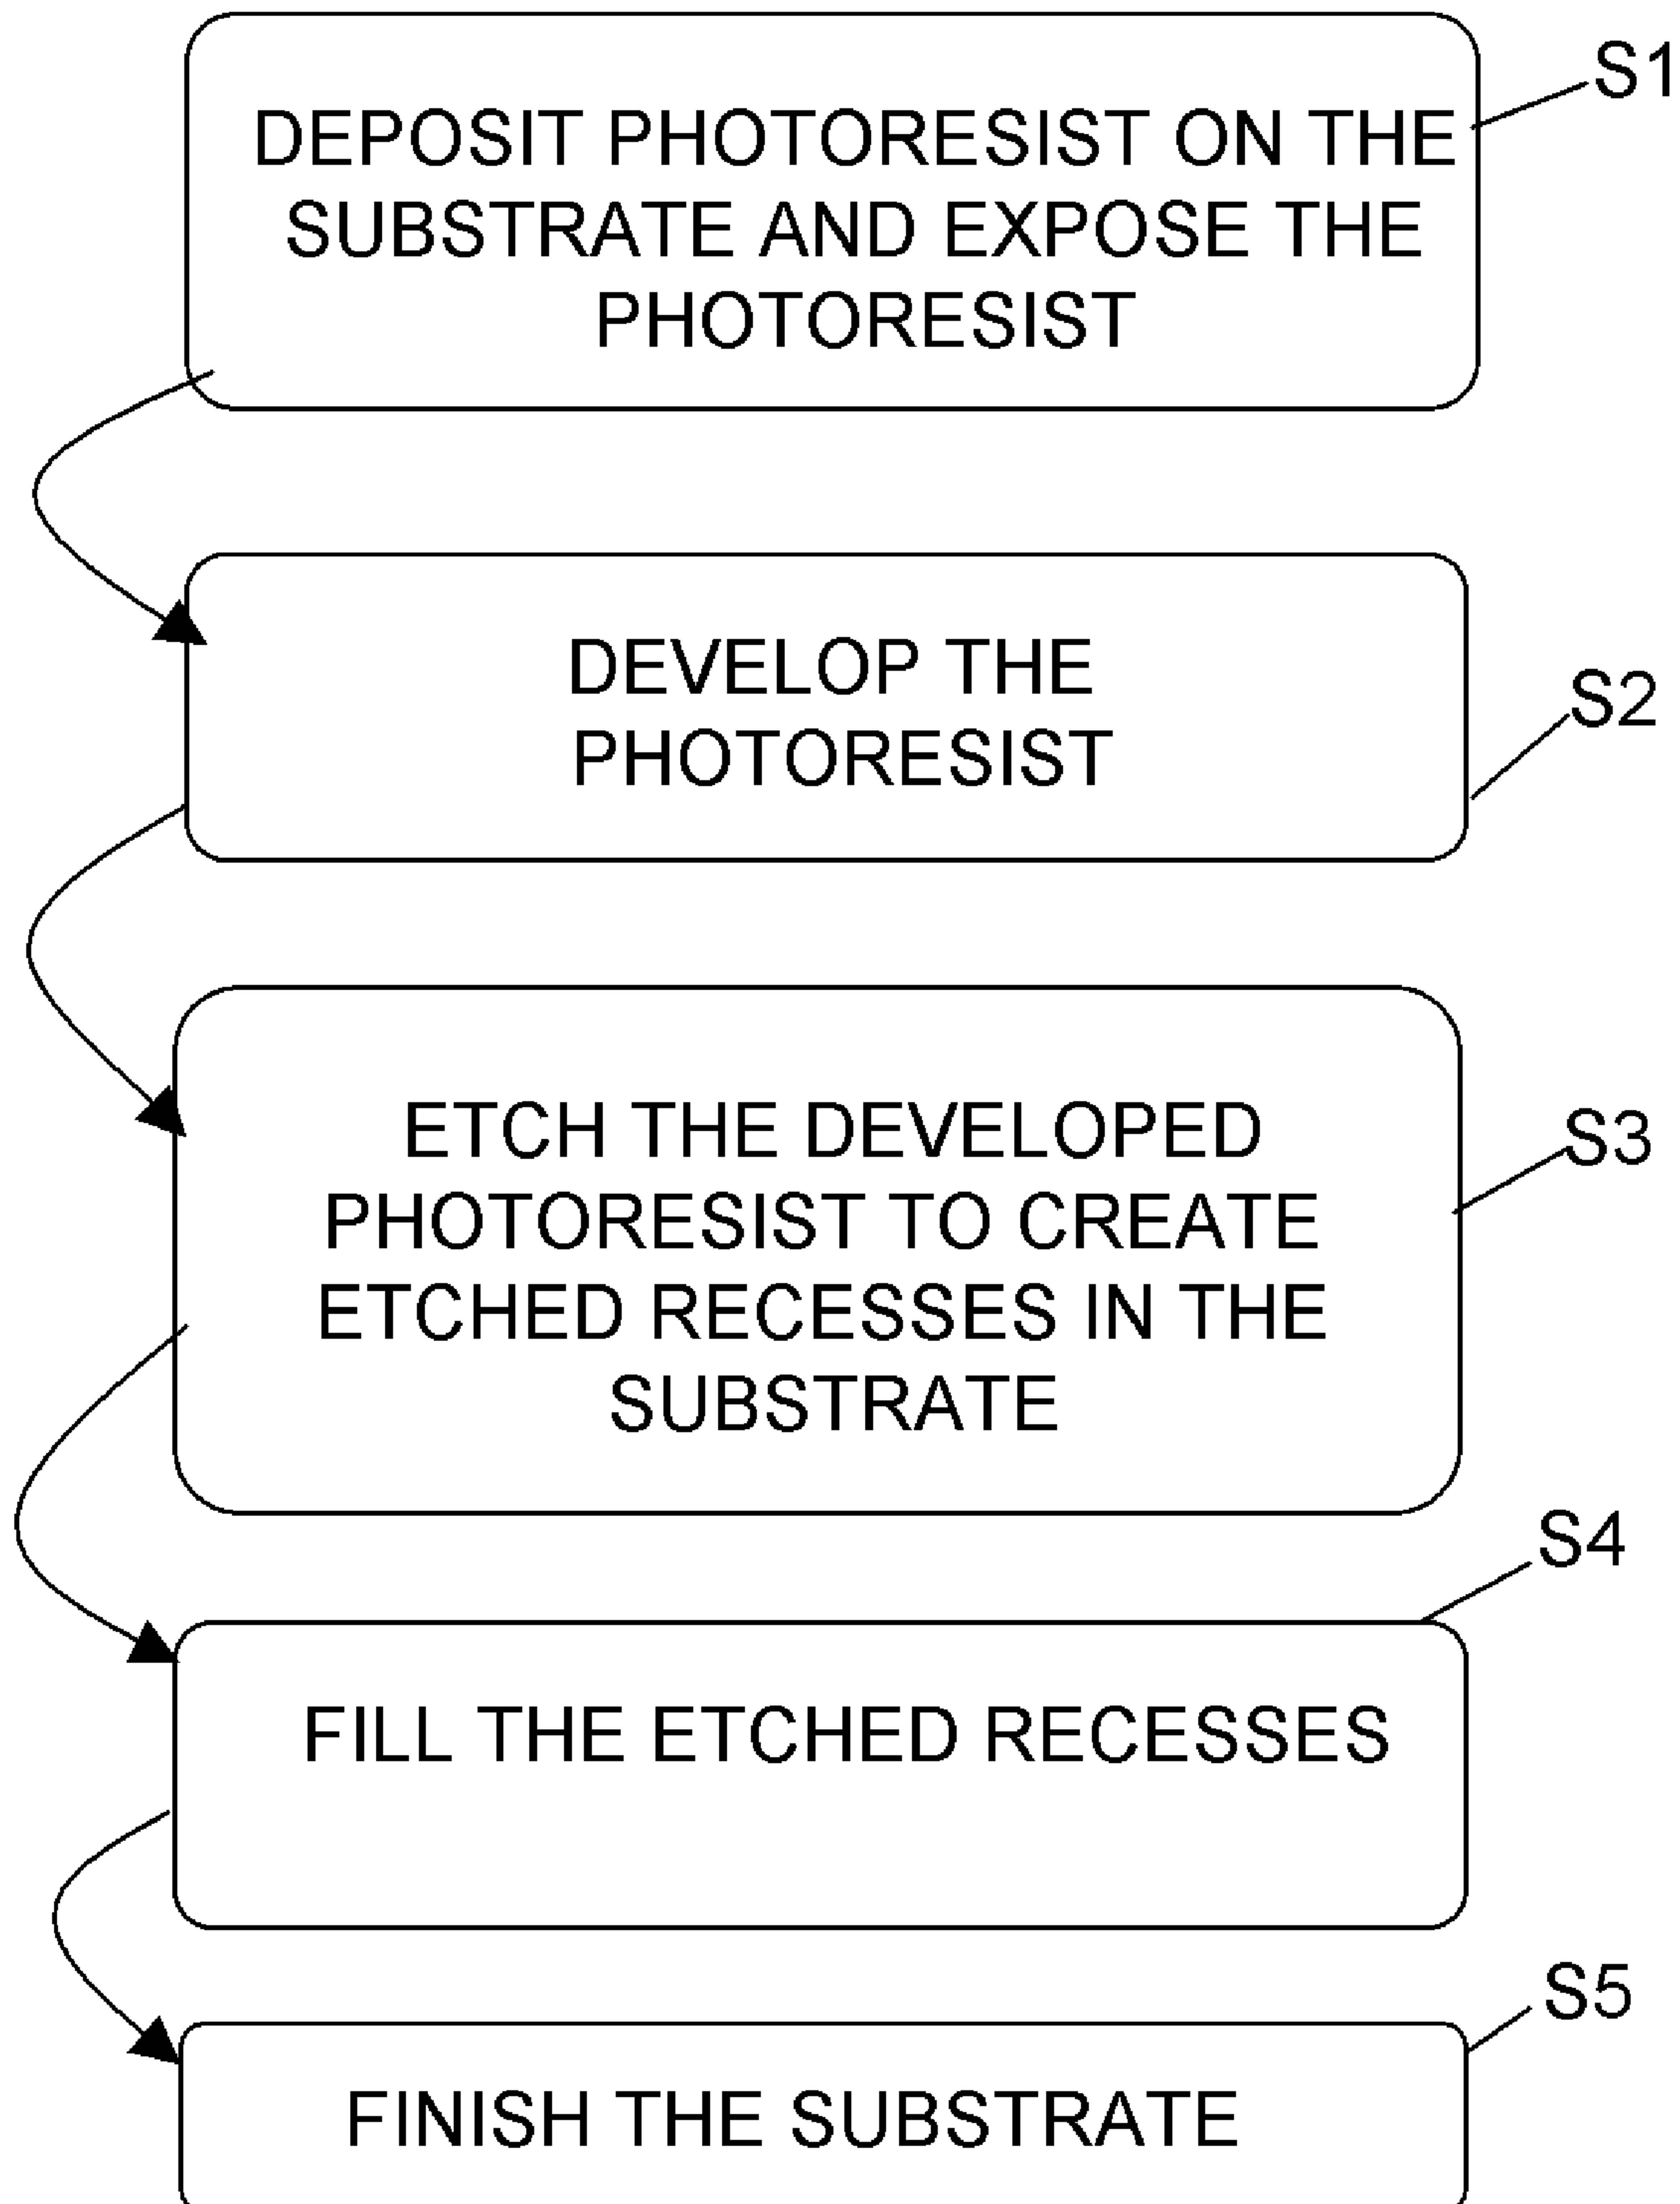 S1
DEPOSIT PHOTORESIST ON THE
SUBSTRATE AND EXPOSE THE
PHOTORESIST
DEVELOP THE
PHOTORESIST
S2
ETCH THE DEVELOPED
PHOTORESIST TO CREATE
ETCHED RECESSES IN THE
SUBSTRATE
S3
S4
FILL THE ETCHED RECESSES
S5
FINISH THE SUBSTRATE